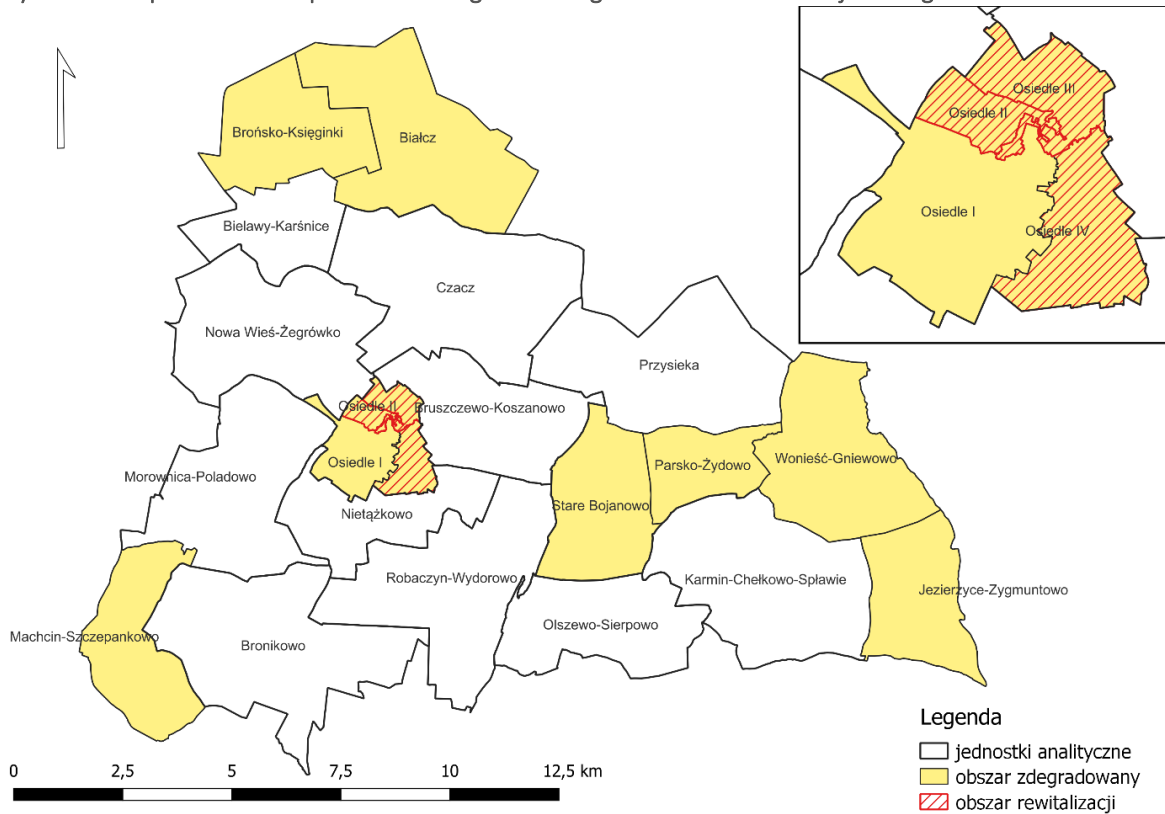 Osiedle III
Osiedle II
Osiedle I
Osiedle IV
Brońsko-Księginki
Białcz
Bielawy-Karśnice
Czacz
Nowa Wieś-Żegrówko
Przysieka
Osiedle II
Bruszczewo-Koszanowo
Osiedle I
Parsko-Żydowo
Wonieść-Gniewowo
Morownica-Poladowo
Stare Bojanowo
Nietążkowo
Robaczyn-Wydorowo
Karmin-Chełkowo-Spławie
Jezierzyce-Zygmuntowo
Olszewo-Sierpowo
Machcin-Szczepankowo
Bronikowo
Legenda
jednostki analityczne
obszar zdegradowany
obszar rewitalizacji
0 2,5 5 7,5 10 12,5 km